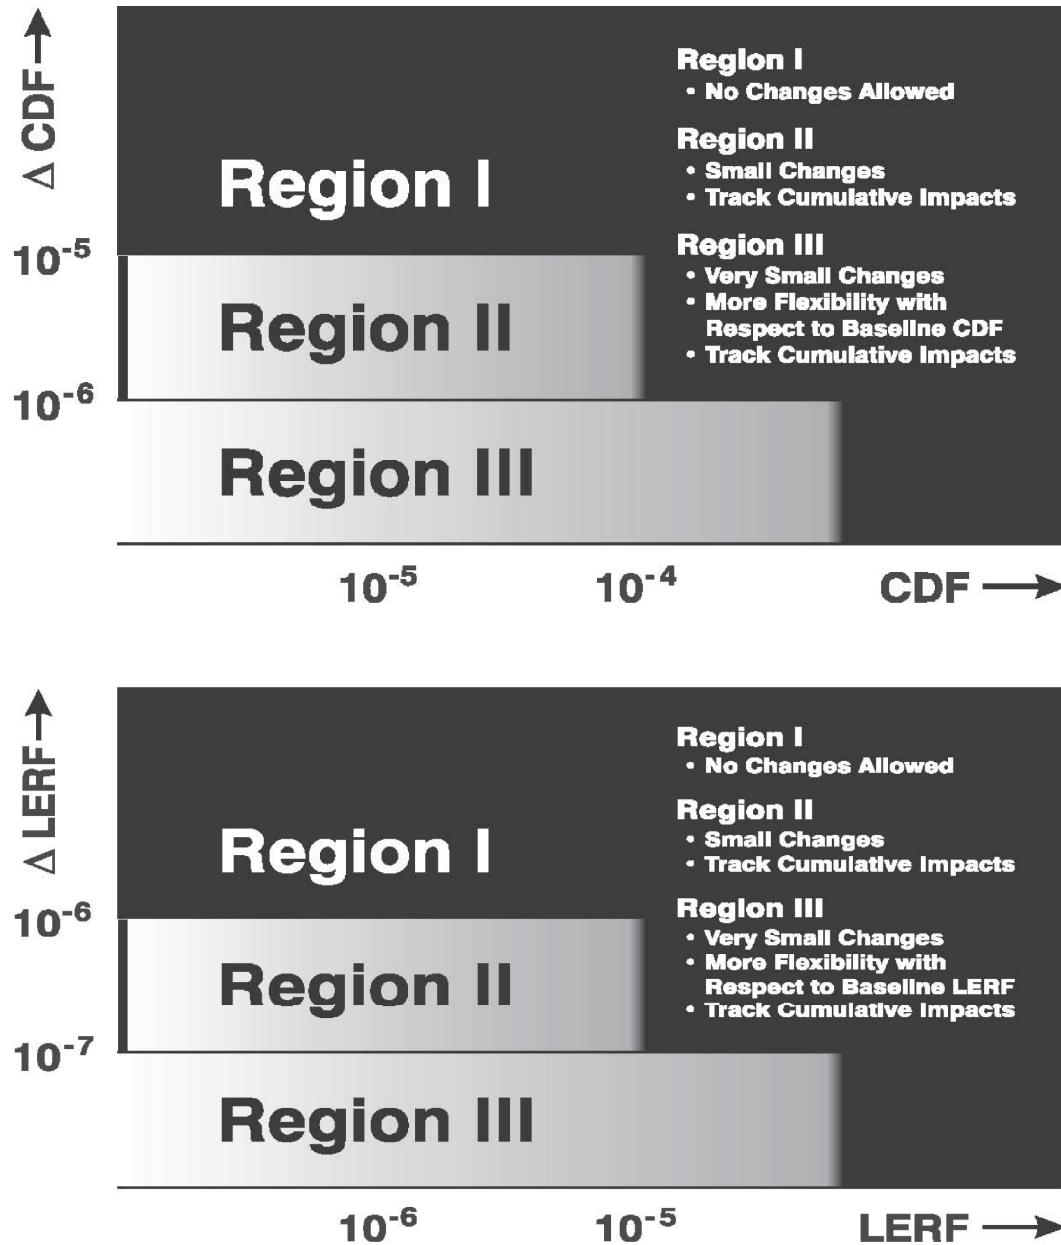 Δ CDF→
Region I
• No Changes Allowed
Region II
• Small Changes
• Track Cumulative Impacts
Region III
• Very Small Changes
• More Flexibility with
Respect to Baseline CDF
• Track Cumulative Impacts
Region I
10⁻⁵
Region II
10⁻⁶
Region III
10⁻⁵ 10⁻⁴ CDF →
Δ LERF→
Region I
• No Changes Allowed
Region II
• Small Changes
• Track Cumulative Impacts
Region III
• Very Small Changes
• More Flexibility with
Respect to Baseline LERF
• Track Cumulative Impacts
Region I
10⁻⁶
Region II
10⁻⁷
Region III
10⁻⁶ 10⁻⁵ LERF →